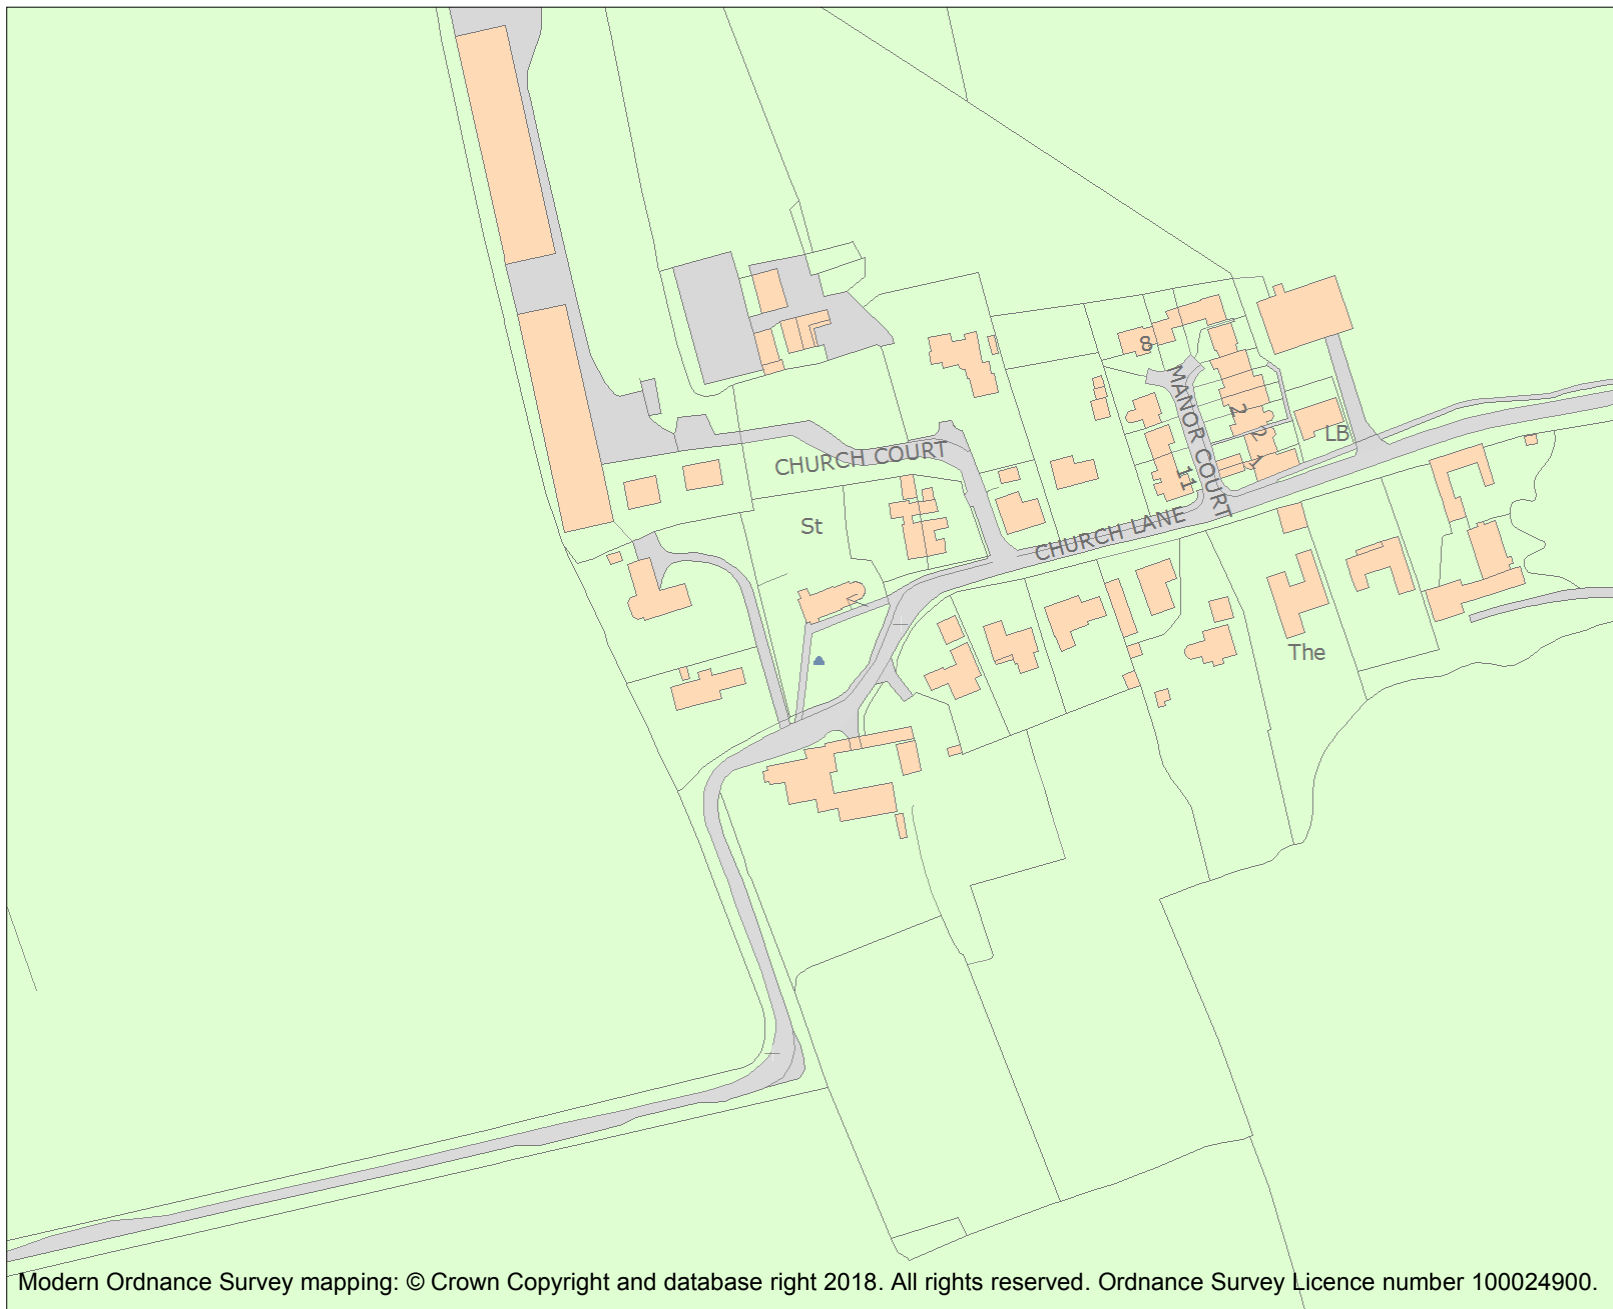 8
MANOR COURT
2
2
1
LB
CHURCH COURT
11
St
CHURCH LANE
The
Modern Ordnance Survey mapping: © Crown Copyright and database right 2018. All rights reserved. Ordnance Survey Licence number 100024900.